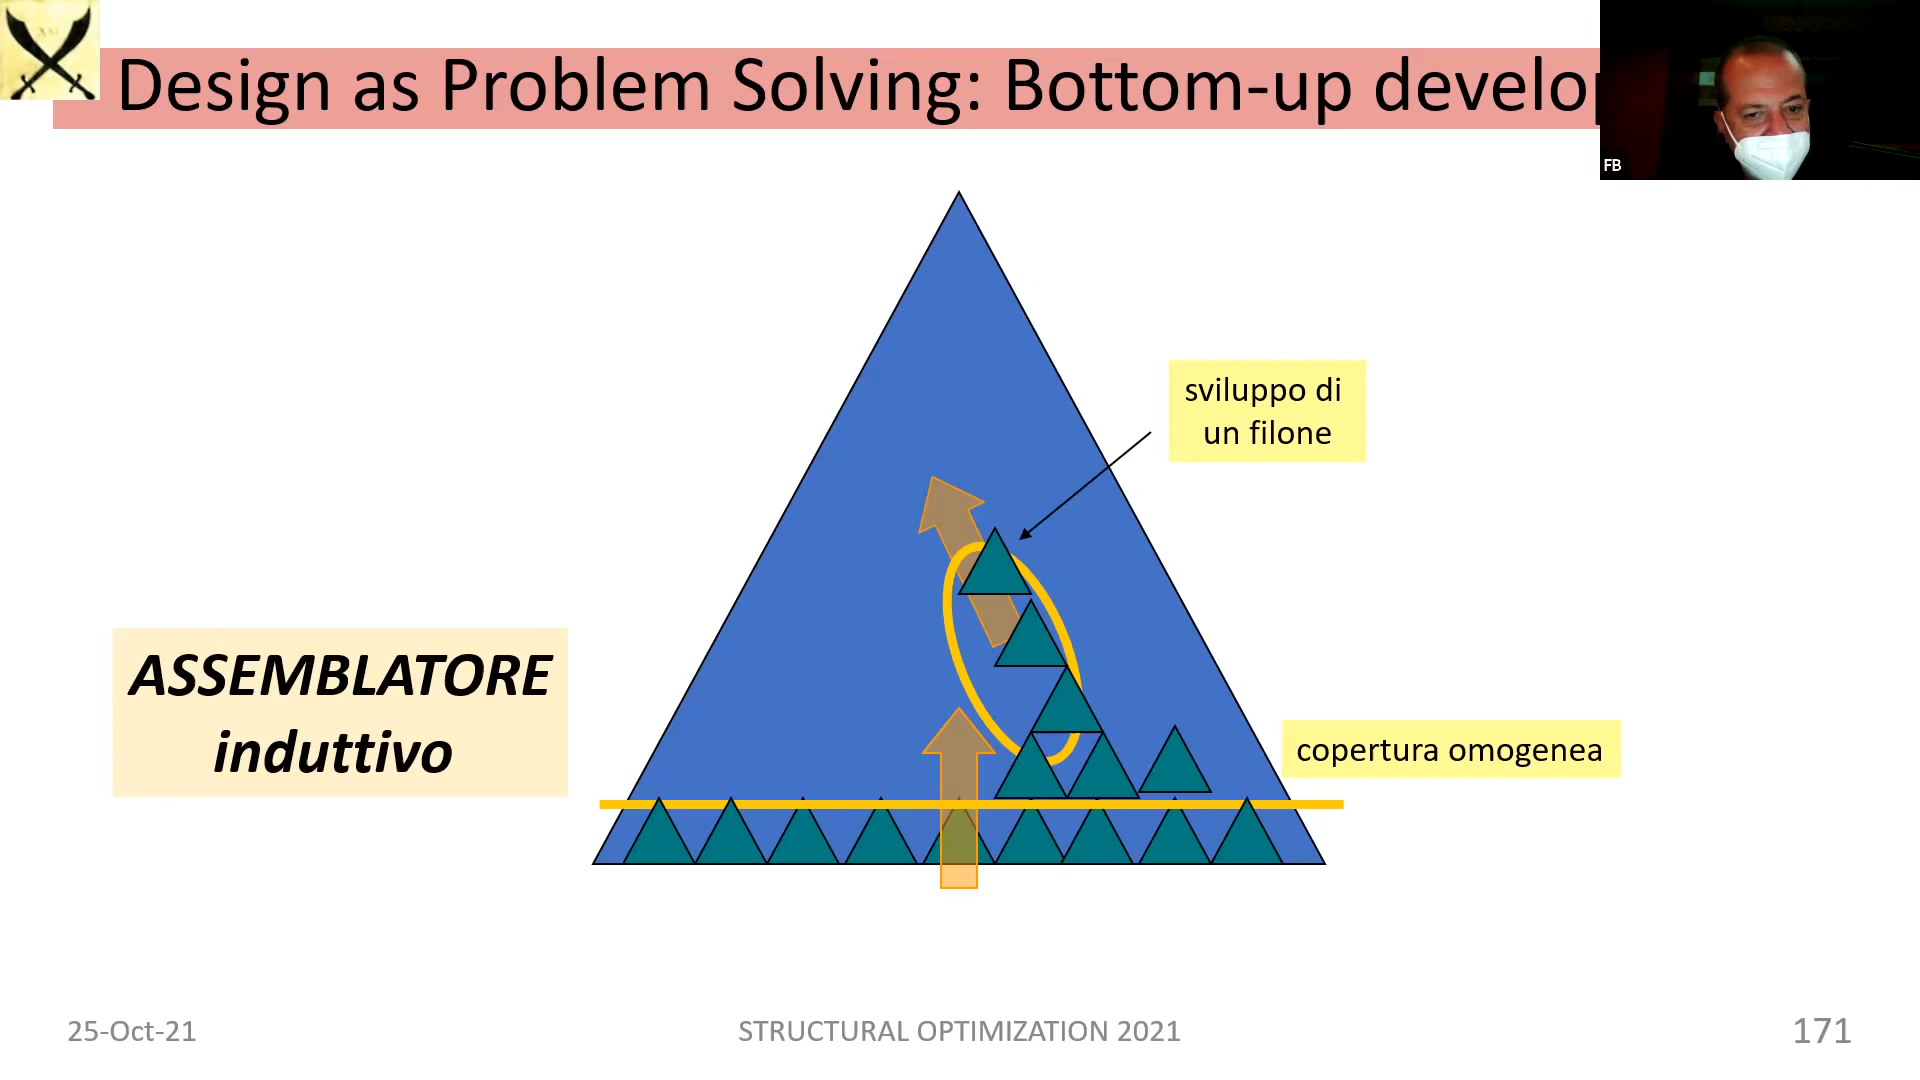 Design as Problem Solving: Bottom-up develop
FB
sviluppo di
un filone
ASSEMBLATORE
induttivo
copertura omogenea
25-Oct-21
STRUCTURAL OPTIMIZATION 2021
171